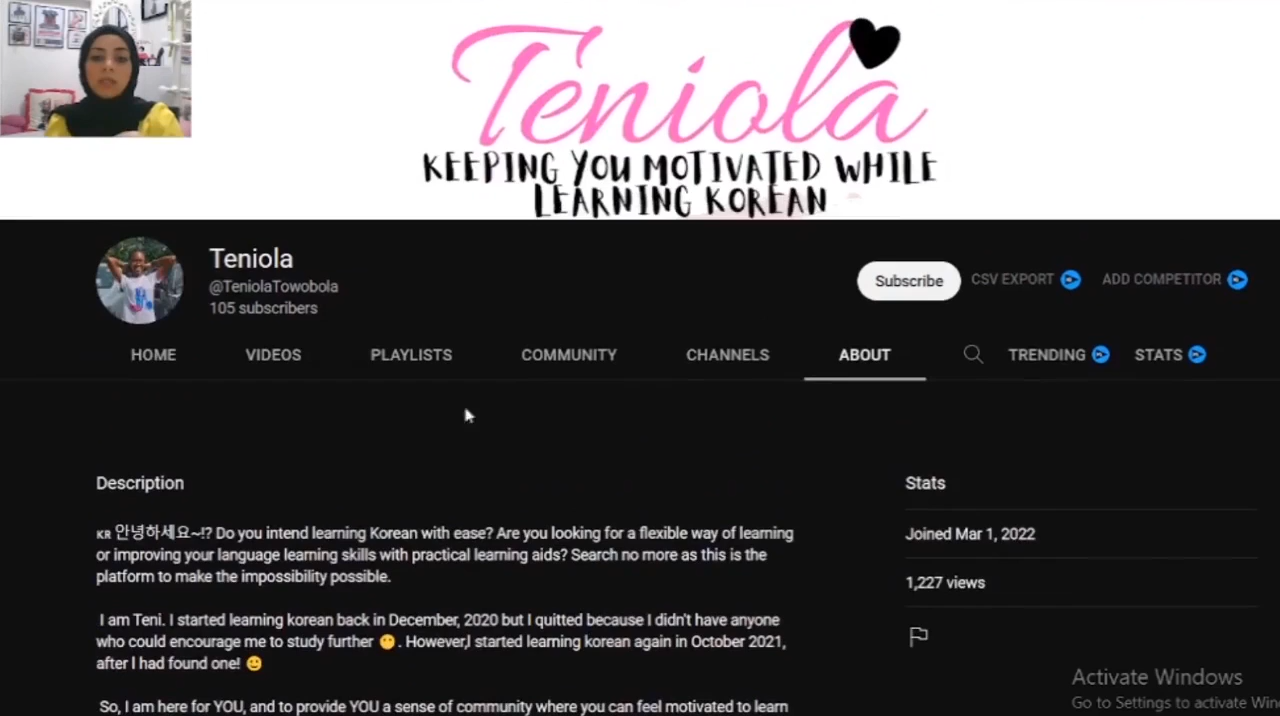 Teniola
KEEPING YOU MOTIVATED WHILE
LEARNING KOREAN
Teniola
@TeniolaTowobola
105 subscribers
Subscribe
CSV EXPORT
ADD COMPETITOR
HOME
VIDEOS
PLAYLISTS
COMMUNITY
CHANNELS
ABOUT
TRENDING
STATS
Description
KR 안녕하세요~!? Do you intend learning Korean with ease? Are you looking for a flexible way of learning
or improving your language learning skills with practical learning aids? Search no more as this is the
platform to make the impossibility possible.
I am Teni. I started learning korean back in December, 2020 but I quitted because I didn't have anyone
who could encourage me to study further 😶. However,I started learning korean again in October 2021,
after I had found one! 🙂
So, I am here for YOU, and to provide YOU a sense of community where you can feel motivated to learn
Stats
Joined Mar 1, 2022
1,227 views
Activate Windows
Go to Settings to activate Win